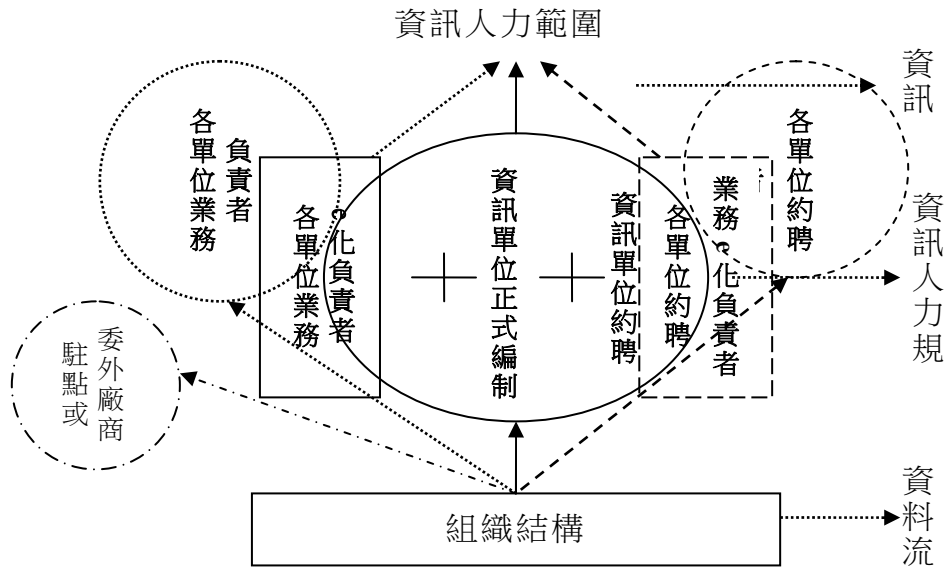 資訊人力範圍
資訊
各單位業務
負責者
各單位業務
e化負責者
資訊單位正式編制
資訊單位約聘
各單位約聘
業務e化負責者
各單位約聘
資訊人力規
駐點或
委外廠商
組織結構
資料流